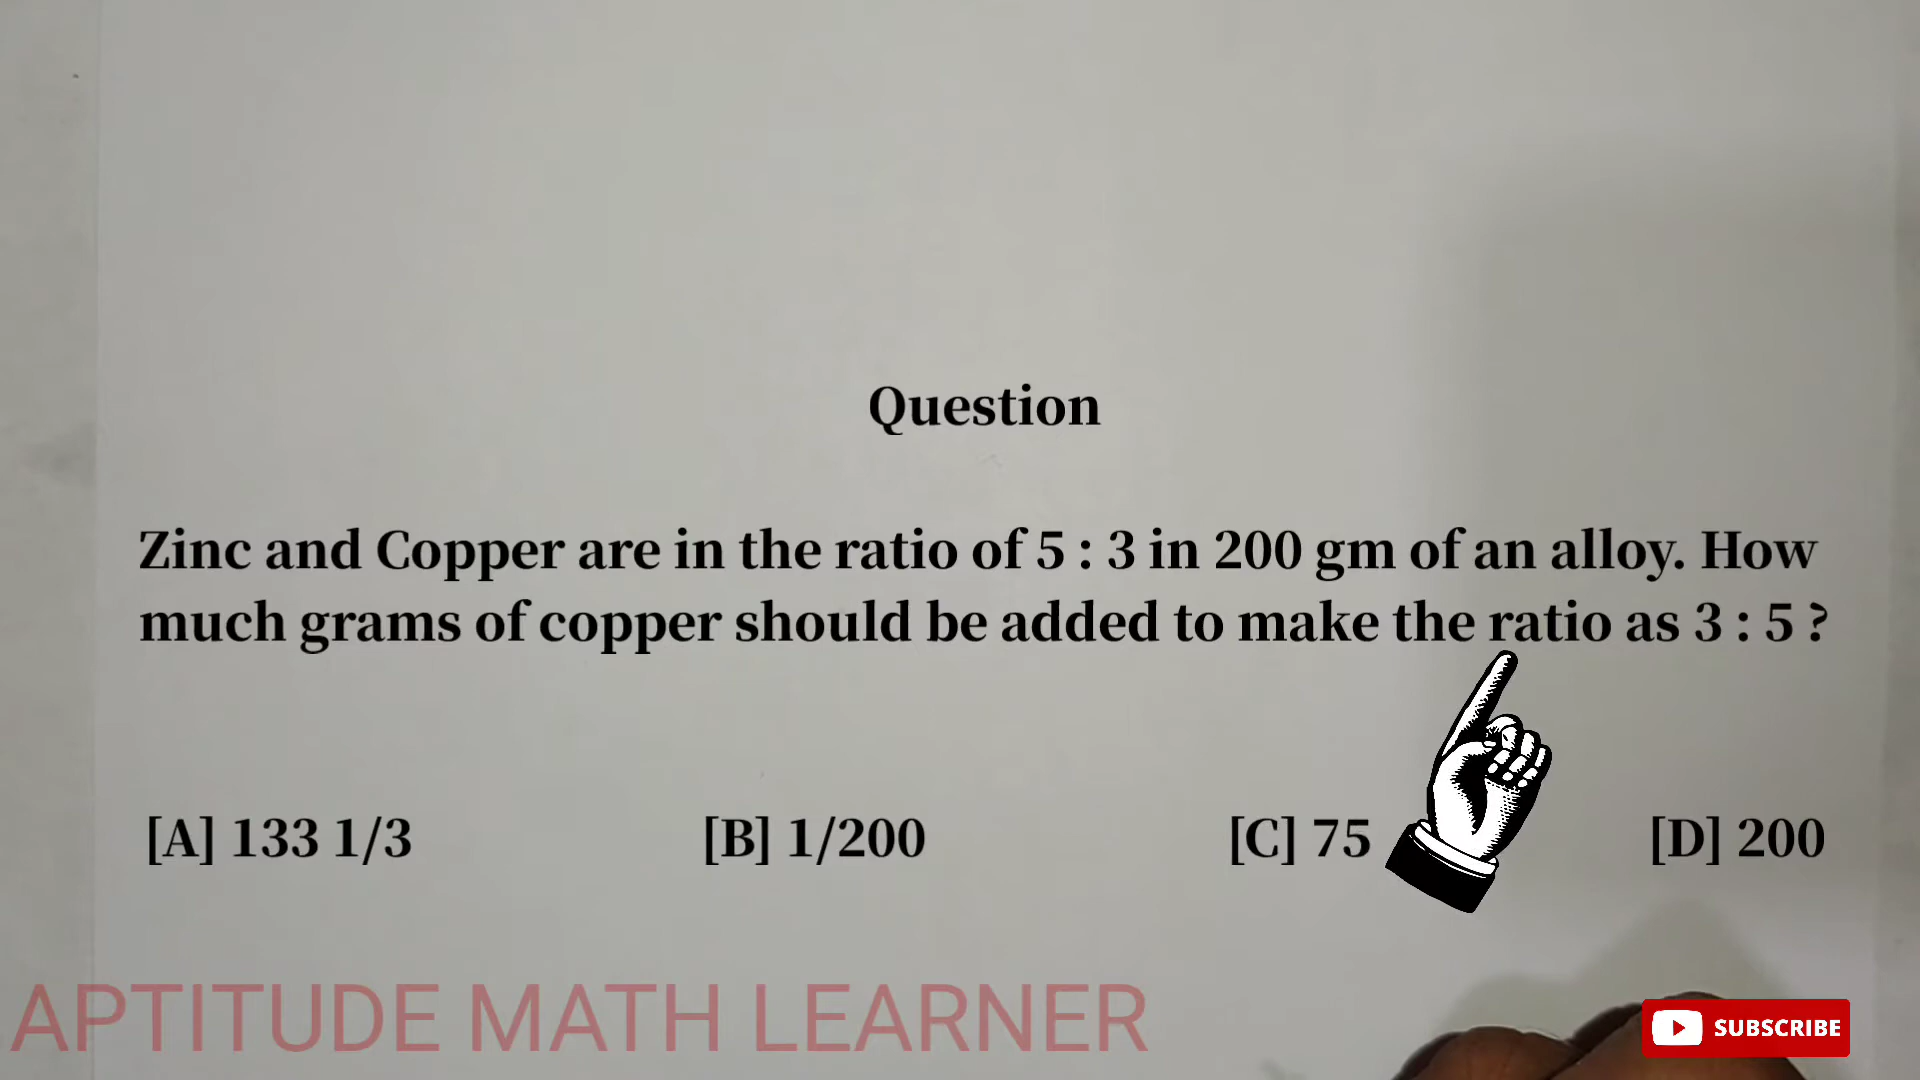 Question
Zinc and Copper are in the ratio of 5 : 3 in 200 gm of an alloy. How
much grams of copper should be added to make the ratio as 3 : 5 ?
[A] 133 1/3 [B] 1/200 [C] 75 [D] 200
APTITUDE MATH LEARNER
SUBSCRIBE